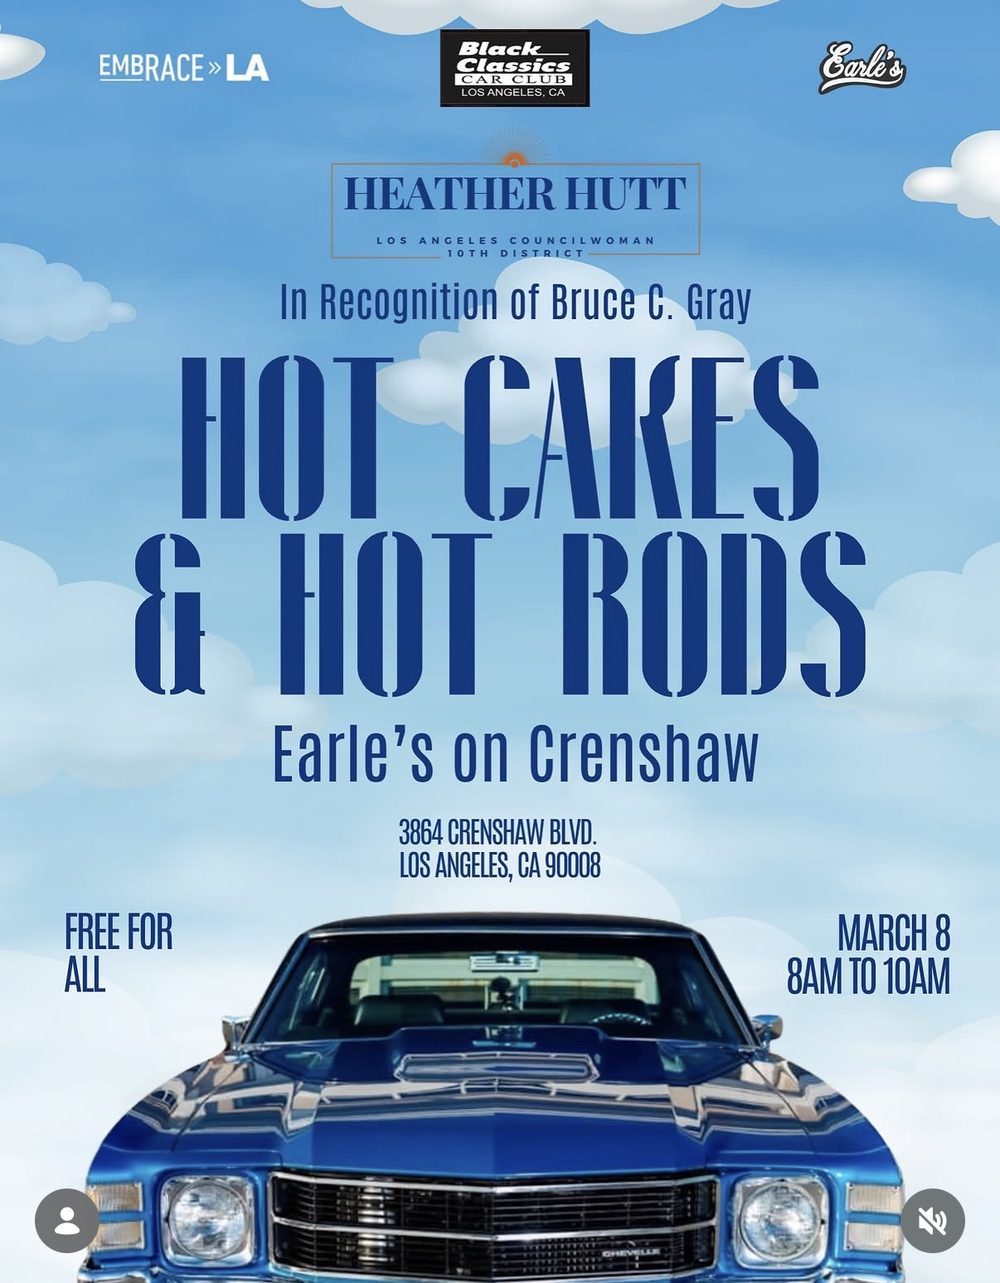 EMBRACE » LA
Black
Classics
CAR CLUB
LOS ANGELES, CA
Earle's
HEATHER HUTT
LOS ANGELES COUNCILWOMAN
10TH DISTRICT
In Recognition of Bruce C. Gray
HOT CAKES
& HOT RODS
Earle’s on Crenshaw
3864 CRENSHAW BLVD.
LOS ANGELES, CA 90008
FREE FOR
ALL
MARCH 8
8AM TO 10AM
CHEVELLE